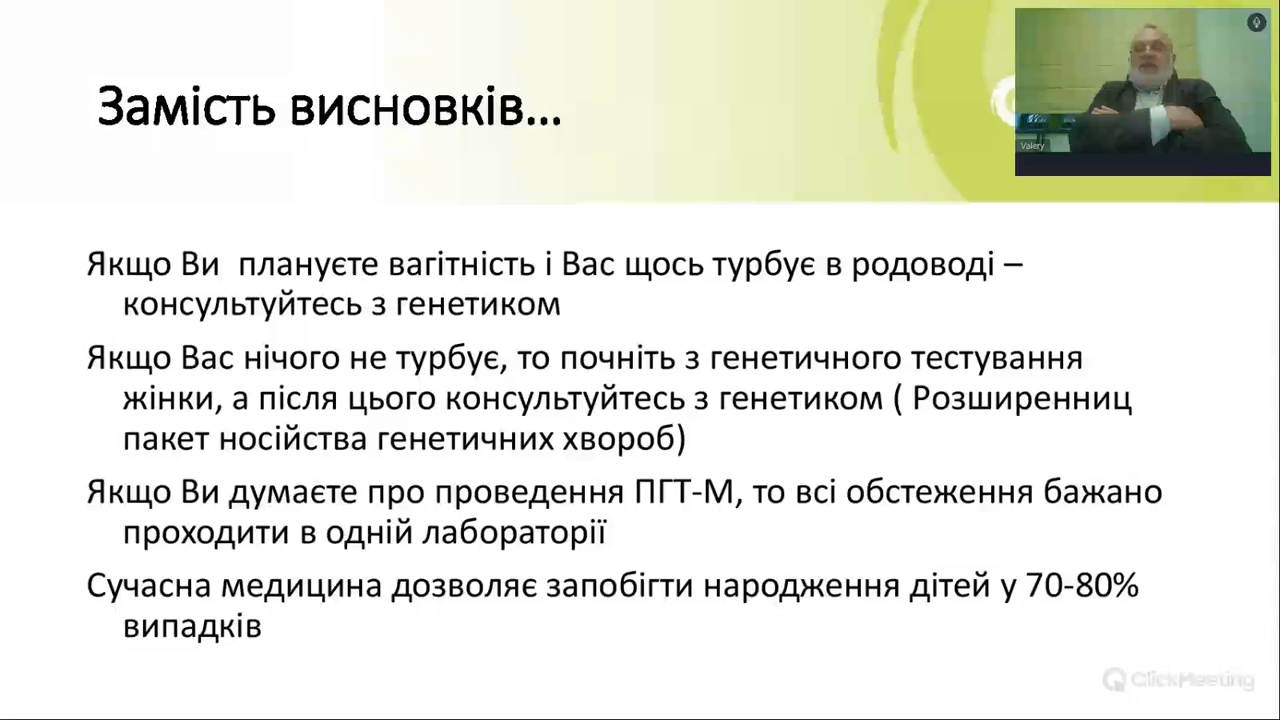 Замість висновків...
Valery
Якщо Ви плануєте вагітність і Вас щось турбує в родоводі –
консультуйтесь з генетиком
Якщо Вас нічого не турбує, то почніть з генетичного тестування
жінки, а після цього консультуйтесь з генетиком ( Розширенниц
пакет носійства генетичних хвороб)
Якщо Ви думаєте про проведення ПГТ-М, то всі обстеження бажано
проходити в одній лабораторії
Сучасна медицина дозволяє запобігти народження дітей у 70-80%
випадків
ClickMeeting